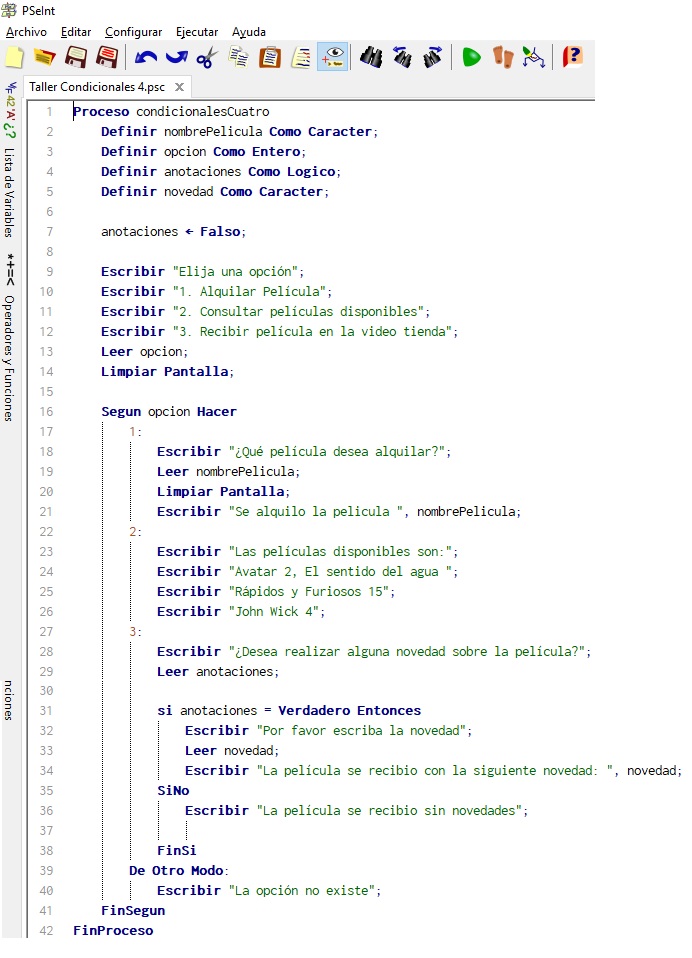 PSeInt
Archivo Editar Configurar Ejecutar Ayuda
Taller Condicionales 4.psc X
1 Proceso condicionalesCuatro
2 Definir nombrePelicula Como Caracter;
3 Definir opcion Como Entero;
4 Definir anotaciones Como Logico;
5 Definir novedad Como Caracter;
6
7 anotaciones ← Falso;
8
9 Escribir "Elija una opción";
10 Escribir "1. Alquilar Película";
11 Escribir "2. Consultar películas disponibles";
12 Escribir "3. Recibir película en la video tienda";
13 Leer opcion;
14 Limpiar Pantalla;
15
16 Segun opcion Hacer
17 1:
18 Escribir "¿Qué película desea alquilar?";
19 Leer nombrePelicula;
20 Limpiar Pantalla;
21 Escribir "Se alquilo la pelicula ", nombrePelicula;
22 2:
23 Escribir "Las películas disponibles son:";
24 Escribir "Avatar 2, El sentido del agua ";
25 Escribir "Rápidos y Furiosos 15";
26 Escribir "John Wick 4";
27 3:
28 Escribir "¿Desea realizar alguna novedad sobre la película?";
29 Leer anotaciones;
30
31 si anotaciones = Verdadero Entonces
32 Escribir "Por favor escriba la novedad";
33 Leer novedad;
34 Escribir "La película se recibio con la siguiente novedad: ", novedad;
35 SiNo
36 Escribir "La película se recibio sin novedades";
37
38 FinSi
39 De Otro Modo:
40 Escribir "La opción no existe";
41 FinSegun
42 FinProceso
42 'A' ¿? Lista de Variables
*+=< Operadores y Funciones
nciones